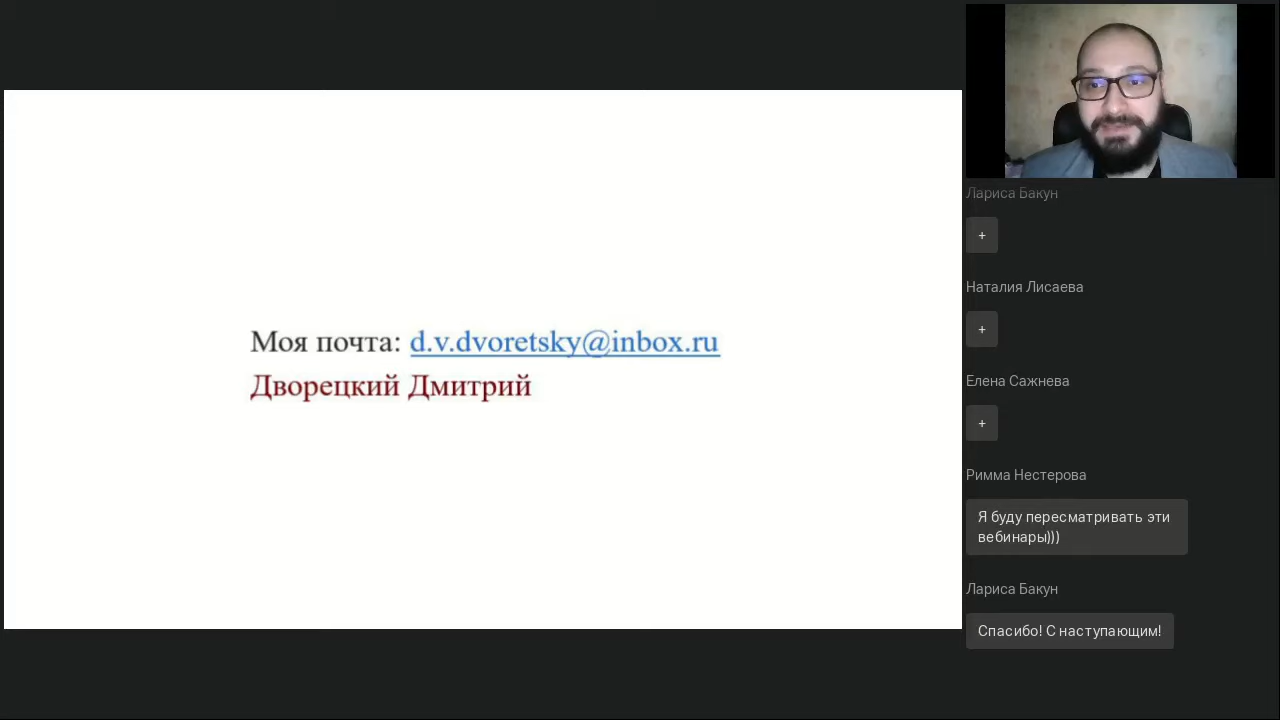 Моя почта: d.v.dvoretsky@inbox.ru
Дворецкий Дмитрий
Лариса Бакун
+
Наталия Лисаева
+
Елена Сажнева
+
Римма Нестерова
Я буду пересматривать эти
вебинары)))
Лариса Бакун
Спасибо! С наступающим!